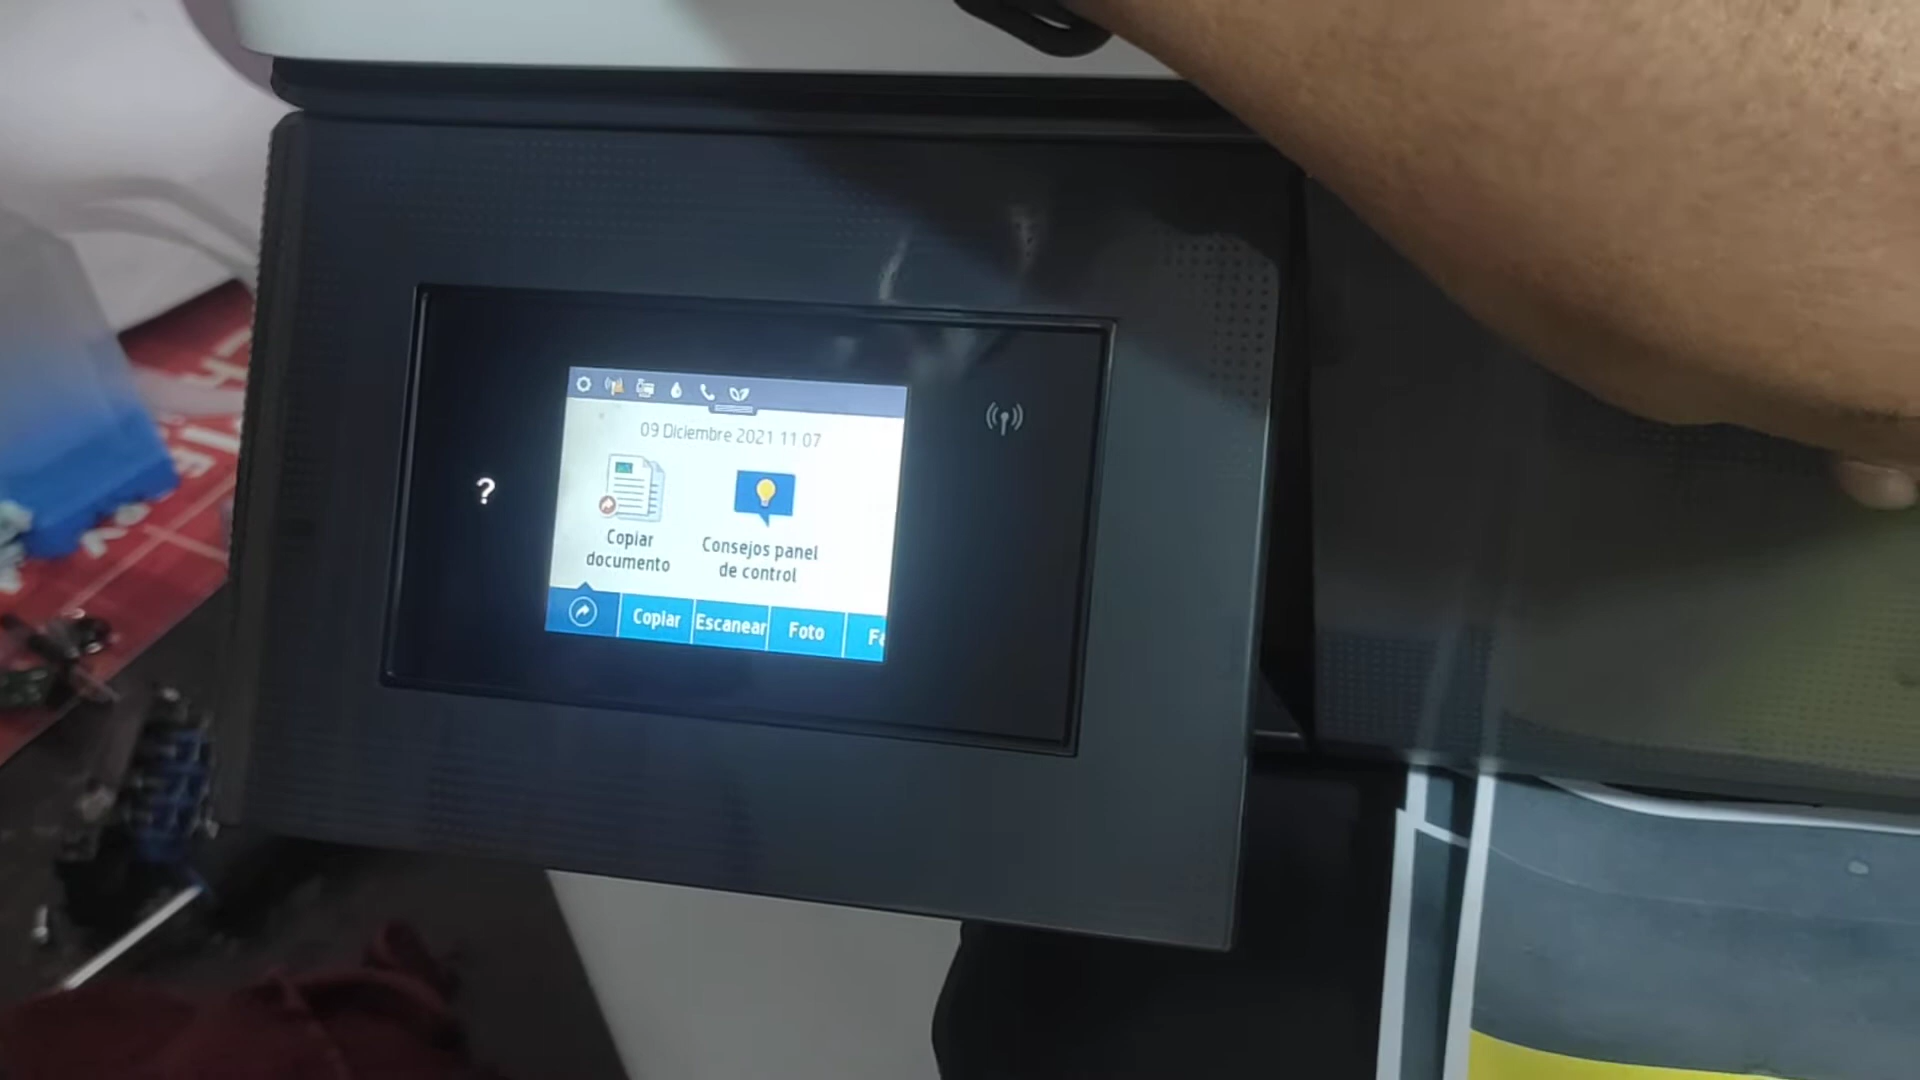 09 Diciembre 2021 11 07
?
Copiar
documento
Consejos panel
de control
Copiar
Escanear
Foto